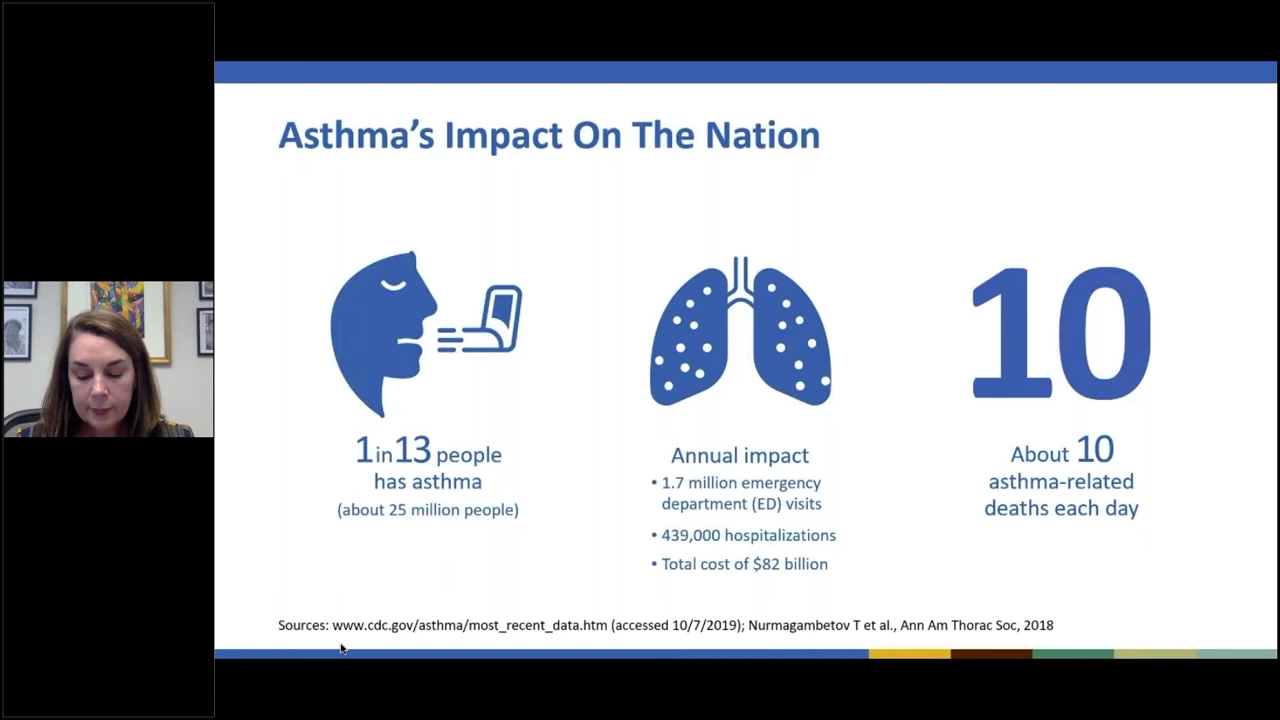 Asthma's Impact On The Nation
10
1 in 13 people
has asthma
(about 25 million people)
Annual impact
• 1.7 million emergency
department (ED) visits
• 439,000 hospitalizations
• Total cost of $82 billion
About 10
asthma-related
deaths each day
Sources: www.cdc.gov/asthma/most_recent_data.htm (accessed 10/7/2019); Nurmagambetov T et al., Ann Am Thorac Soc, 2018